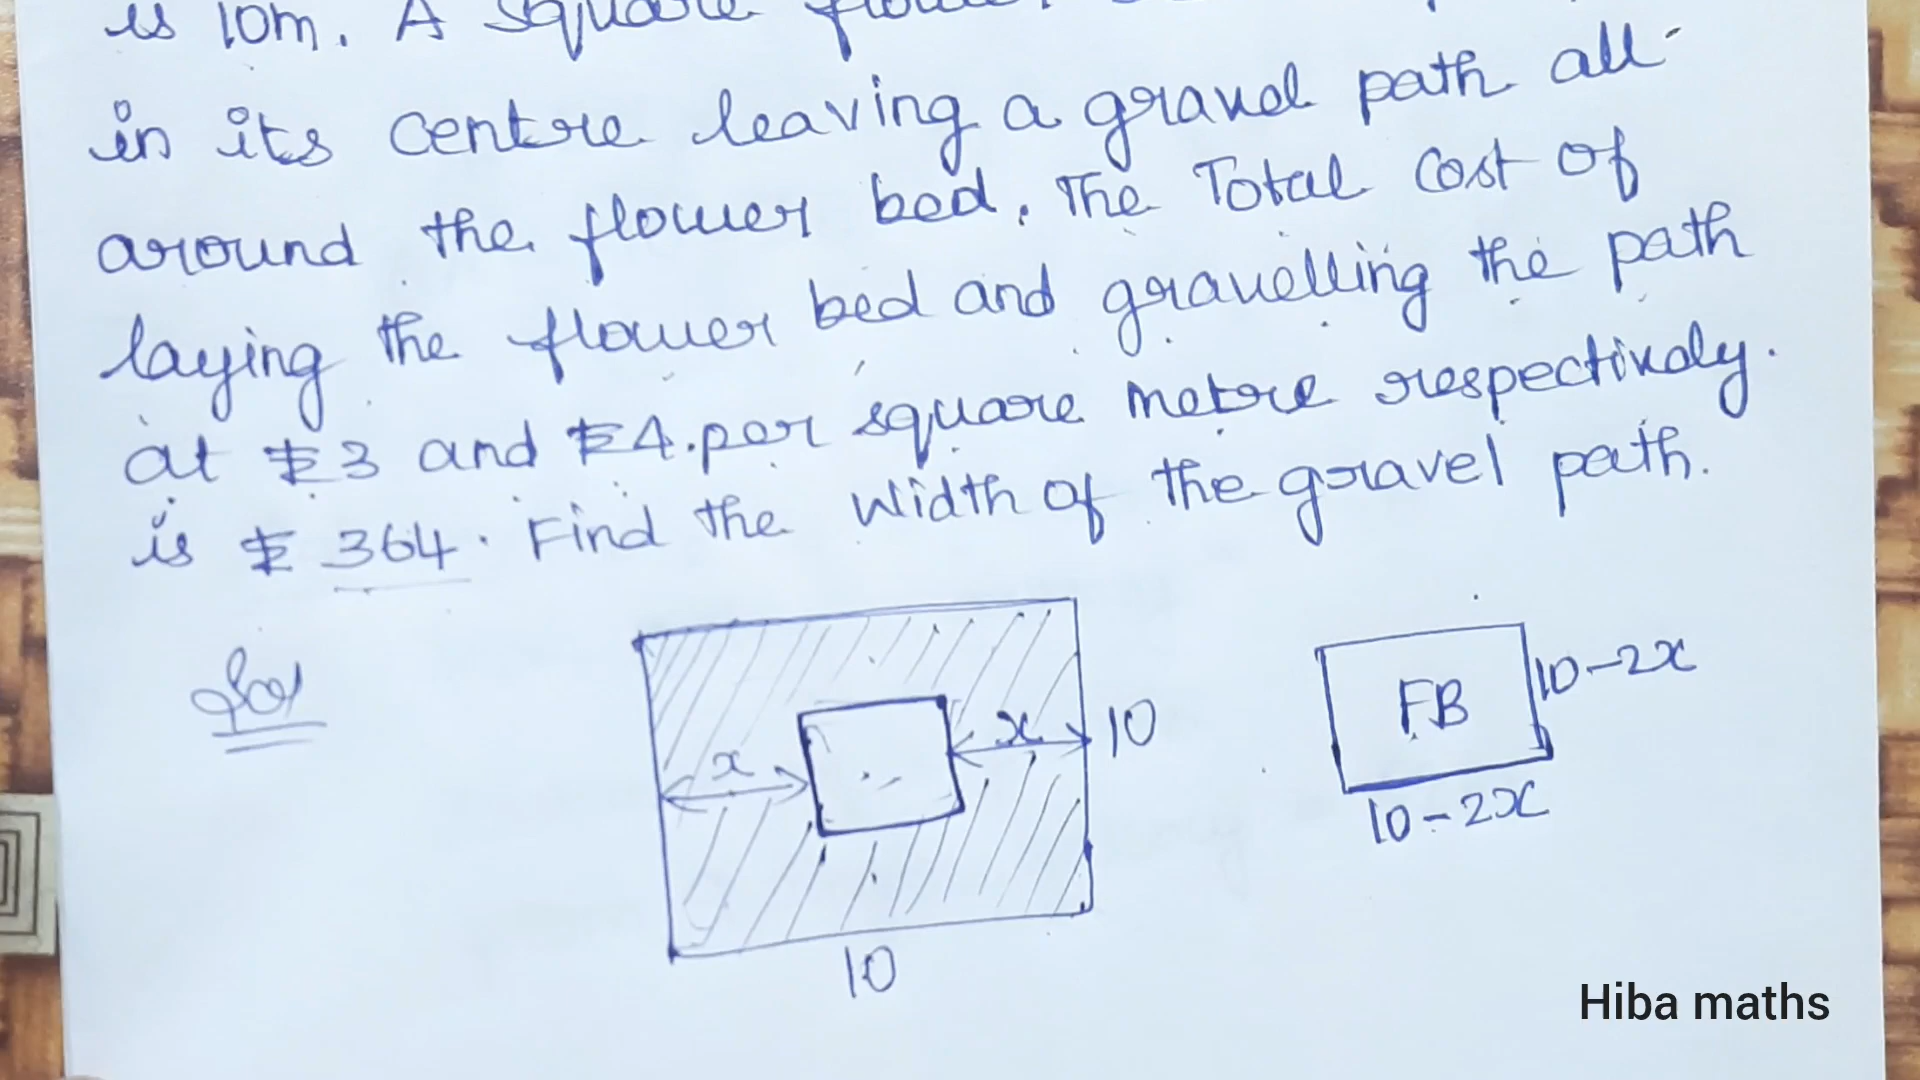 is 10m. A square flower
in its centre leaving a gravel path all
around the flower bed. The Total Cost of
laying the flower bed and gravelling the path
at ₹3 and ₹4.per square metre respectively.
is ₹ 364. Find the width of the gravel path.
Sol
x
x
10
10
FB
10-2x
10-2x
Hiba maths